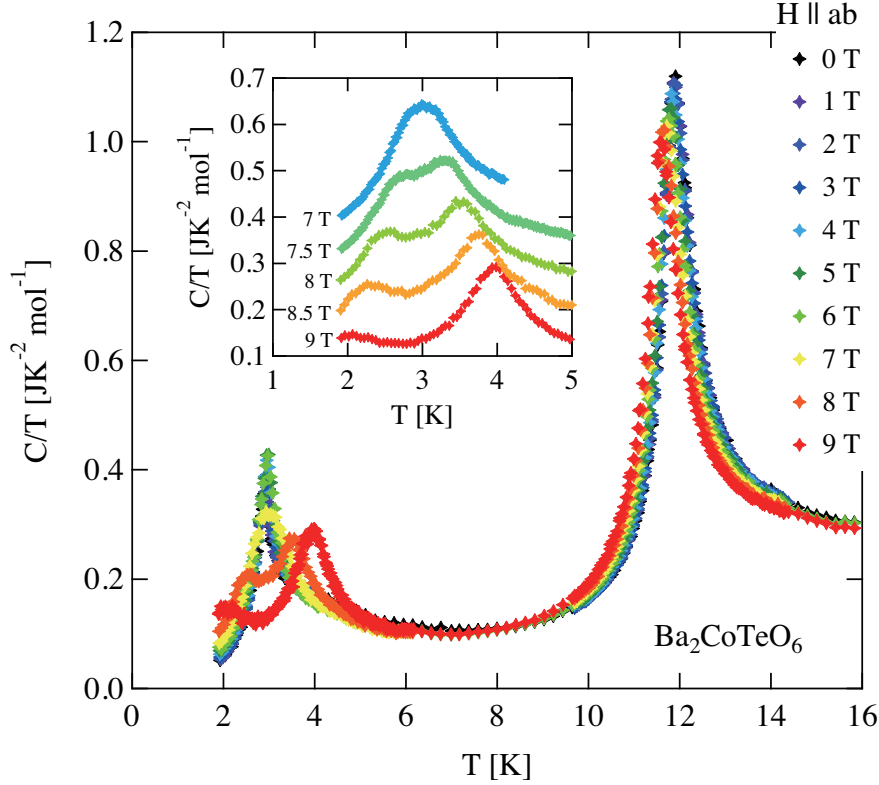 H || ab
0 T
1 T
2 T
3 T
4 T
5 T
6 T
7 T
8 T
9 T
C/T [JK⁻² mol⁻¹]
1.2
1.0
0.8
0.6
0.4
0.2
0.0
0
2
4
6
8
10
12
14
16
T [K]
Ba₂CoTeO₆
C/T [JK⁻² mol⁻¹]
0.7
0.6
0.5
0.4
0.3
0.2
0.1
7 T
7.5 T
8 T
8.5 T
9 T
1
2
3
4
5
T [K]